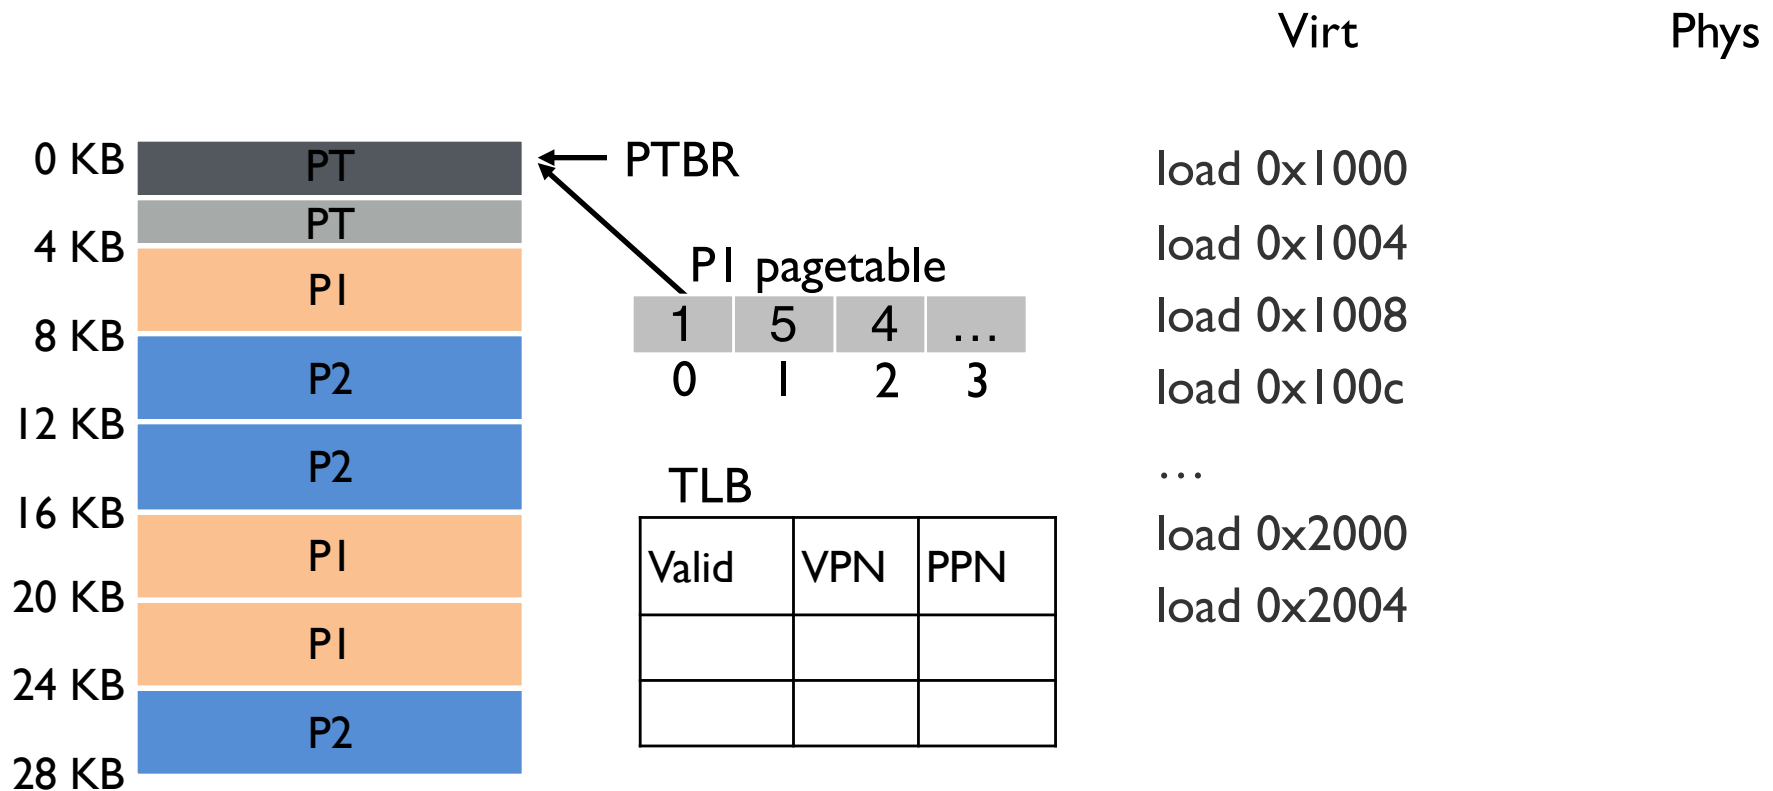 Virt Phys
0 KB PT PTBR load 0x1000
PT
4 KB load 0x1004
P1 pagetable
P1 1 5 4 … load 0x1008
8 KB
P2 0 1 2 3 load 0x100c
12 KB
P2 TLB …
16 KB
P1 Valid VPN PPN load 0x2000
20 KB load 0x2004
P1
24 KB
P2
28 KB